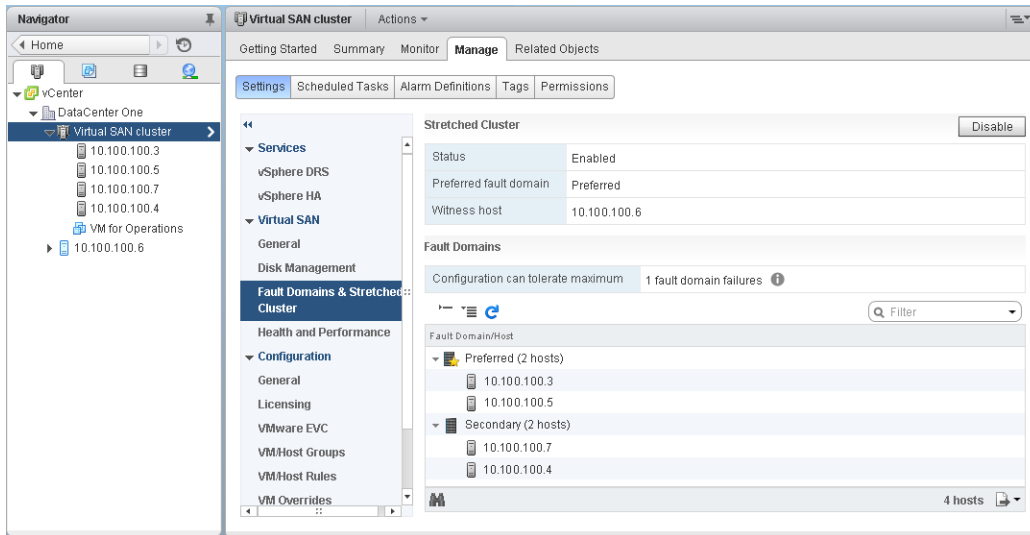 Navigator
Home
vCenter
DataCenter One
Virtual SAN cluster
10.100.100.3
10.100.100.5
10.100.100.7
10.100.100.4
VM for Operations
10.100.100.6
Virtual SAN cluster Actions
Getting Started Summary Monitor Manage Related Objects
Settings Scheduled Tasks Alarm Definitions Tags Permissions
Services
vSphere DRS
vSphere HA
Virtual SAN
General
Disk Management
Fault Domains & Stretched
Cluster
Health and Performance
Configuration
General
Licensing
VMware EVC
VM/Host Groups
VM/Host Rules
VM Overrides
Stretched Cluster Disable
Status Enabled
Preferred fault domain Preferred
Witness host 10.100.100.6
Fault Domains
Configuration can tolerate maximum 1 fault domain failures
Filter
Fault Domain/Host
Preferred (2 hosts)
10.100.100.3
10.100.100.5
Secondary (2 hosts)
10.100.100.7
10.100.100.4
4 hosts